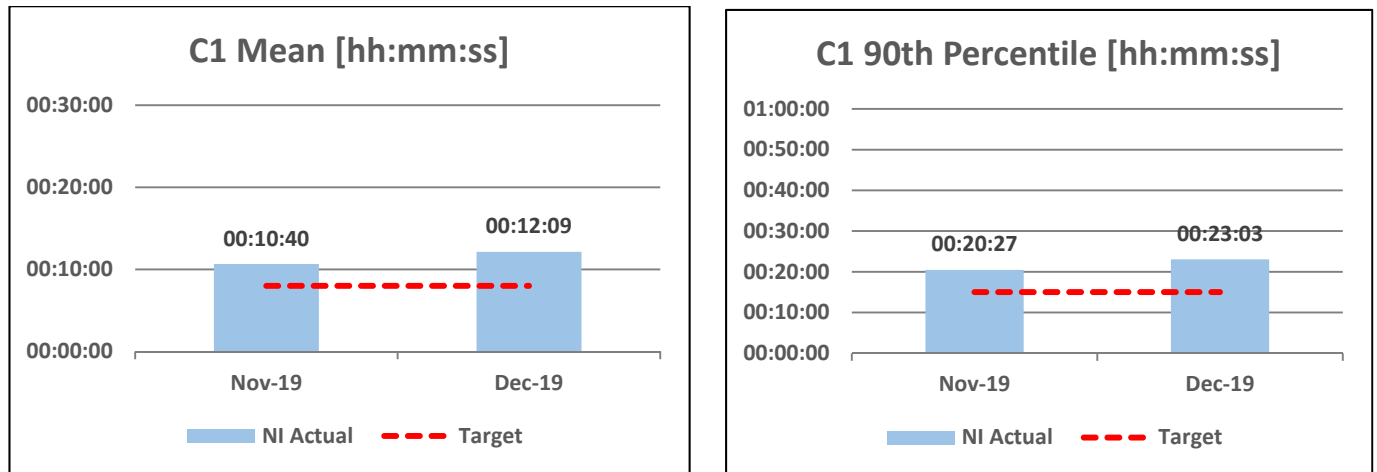 C1 Mean [hh:mm:ss]
00:30:00
00:20:00
00:10:00
00:00:00
00:10:40
00:12:09
Nov-19 Dec-19
NI Actual Target
C1 90th Percentile [hh:mm:ss]
01:00:00
00:50:00
00:40:00
00:30:00
00:20:00
00:10:00
00:00:00
00:20:27
00:23:03
Nov-19 Dec-19
NI Actual Target